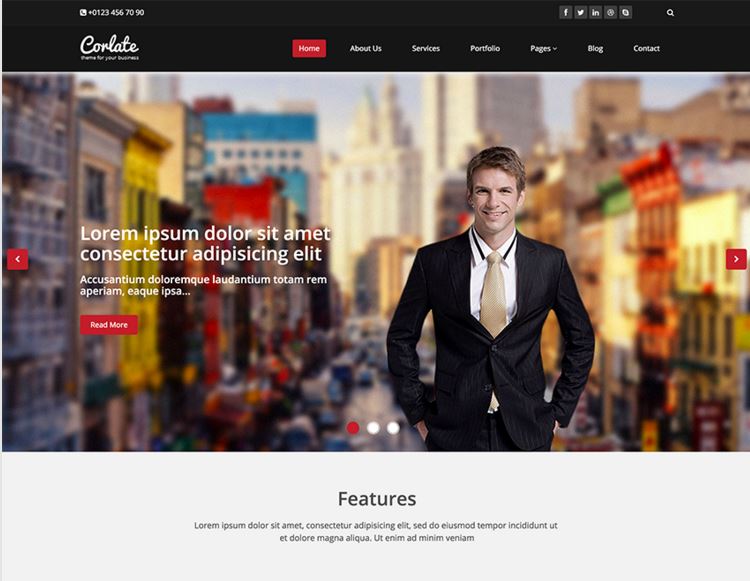 +0123 456 70 90
Corlate
theme for your business
Home About Us Services Portfolio Pages Blog Contact
Lorem ipsum dolor sit amet
consectetur adipisicing elit
Accusantium doloremque laudantium totam rem
aperiam, eaque ipsa...
Read More
Features
Lorem ipsum dolor sit amet, consectetur adipisicing elit, sed do eiusmod tempor incididunt ut
et dolore magna aliqua. Ut enim ad minim veniam